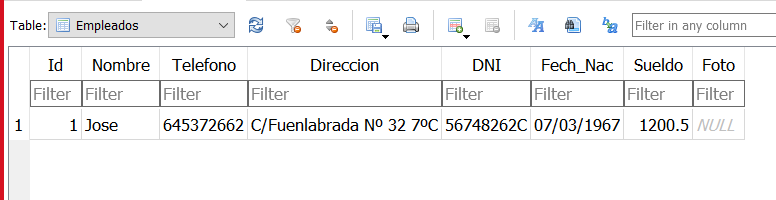 Table: Empleados Filter in any column
Id Nombre Telefono Direccion DNI Fech_Nac Sueldo Foto
Filter Filter Filter Filter Filter Filter Filter Filter
1 1 Jose 645372662 C/Fuenlabrada Nº 32 7ºC 56748262C 07/03/1967 1200.5 NULL